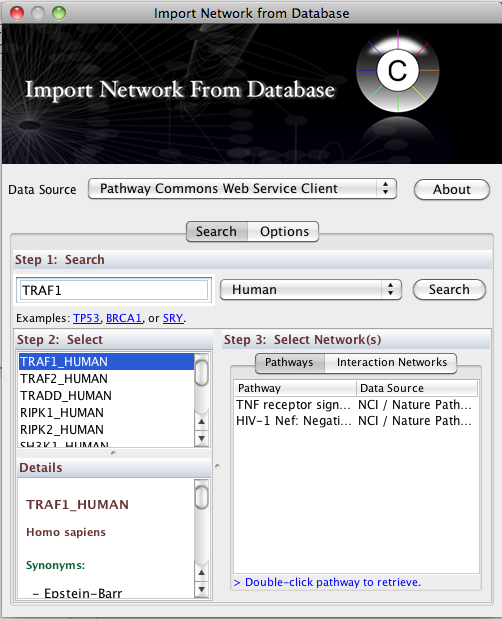 Import Network from Database
Import Network From Database
C
Data Source Pathway Commons Web Service Client About
Search Options
Step 1: Search
TRAF1 Human Search
Examples: TP53, BRCA1, or SRY.
Step 2: Select
TRAF1_HUMAN
TRAF2_HUMAN
TRADD_HUMAN
RIPK1_HUMAN
RIPK2_HUMAN
SH3K1_HUMAN
Details
TRAF1_HUMAN
Homo sapiens
Synonyms:
- Epstein-Barr
Step 3: Select Network(s)
Pathways Interaction Networks
Pathway Data Source
TNF receptor sign... NCI / Nature Path...
HIV-1 Nef: Negati... NCI / Nature Path...
> Double-click pathway to retrieve.